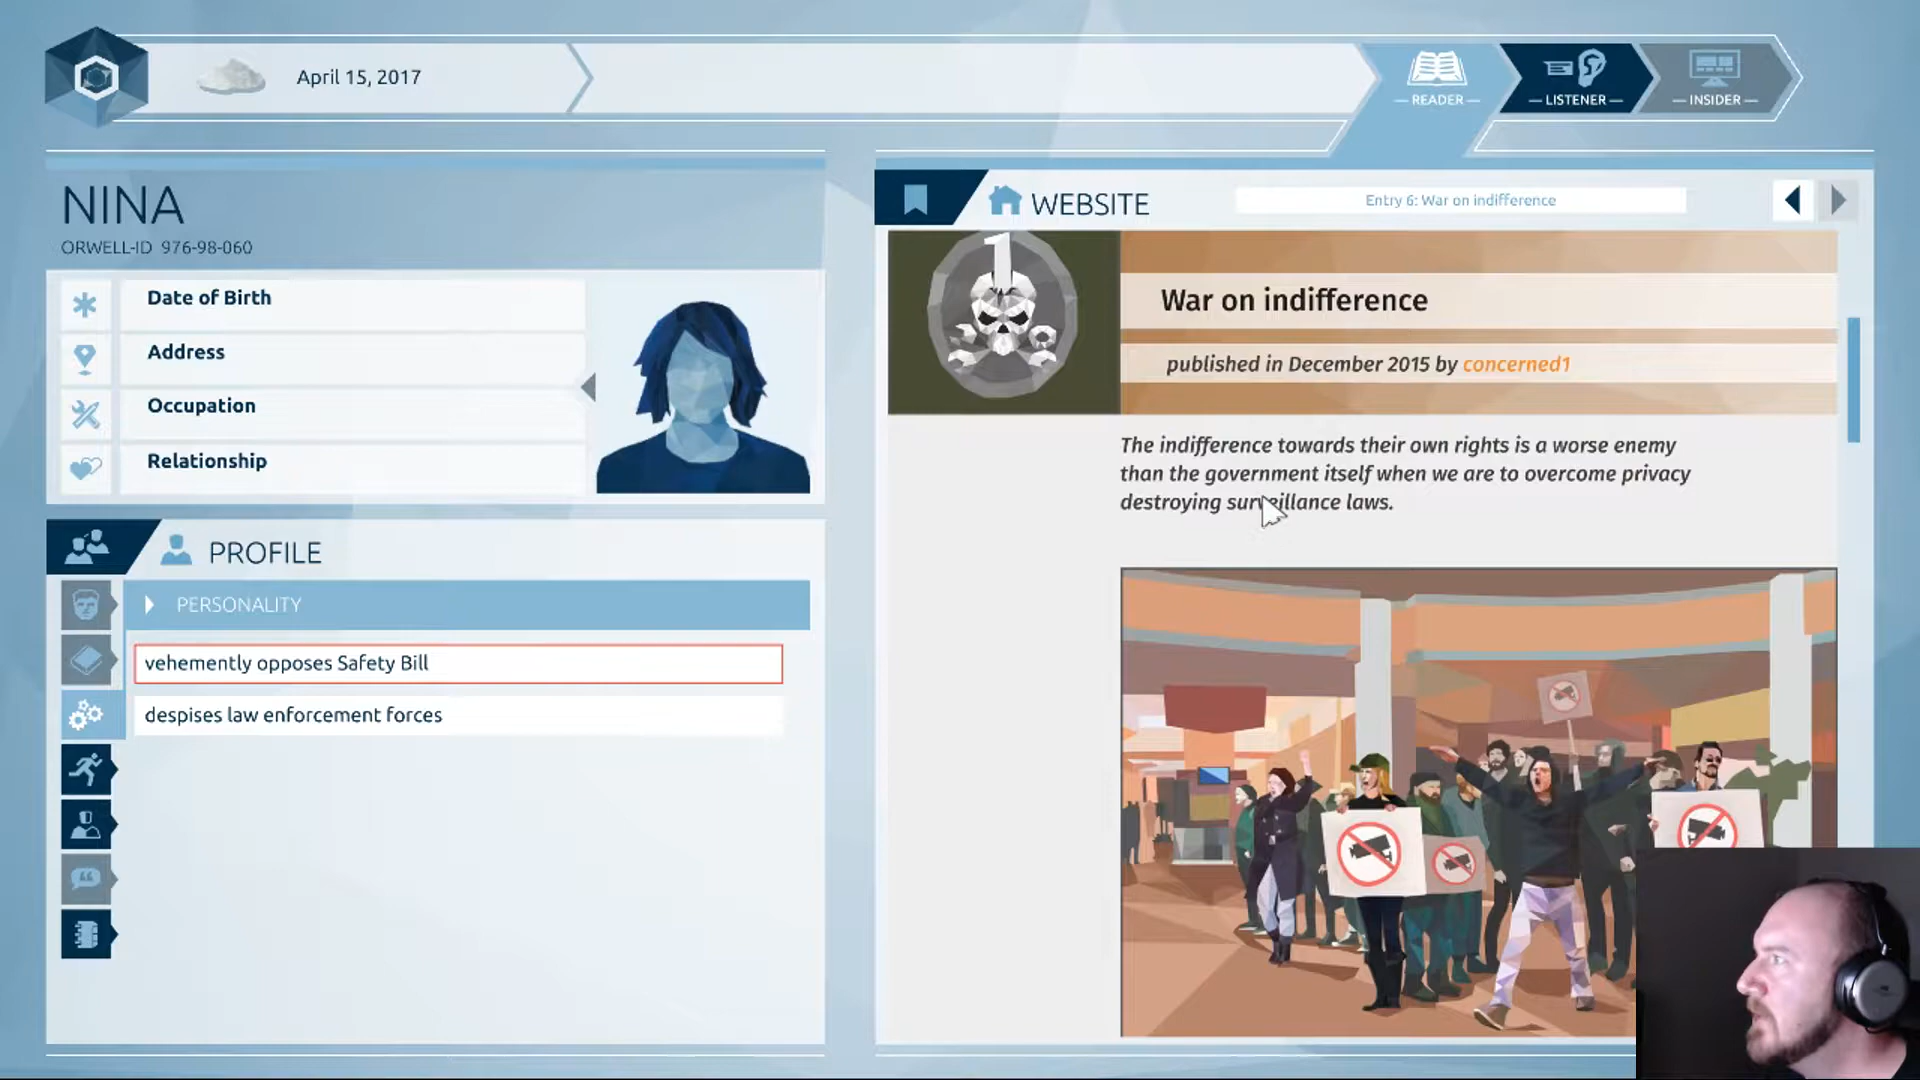 April 15, 2017
READER
LISTENER
INSIDER
NINA
ORWELL-ID 976-98-060
Date of Birth
Address
Occupation
Relationship
PROFILE
PERSONALITY
vehemently opposes Safety Bill
despises law enforcement forces
WEBSITE
Entry 6: War on indifference
1
War on indifference
published in December 2015 by concerned1
The indifference towards their own rights is a worse enemy
than the government itself when we are to overcome privacy
destroying surveillance laws.